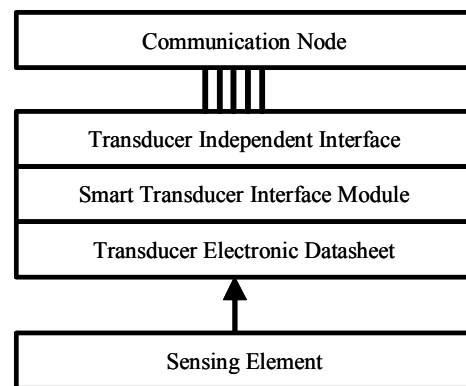 Communication Node
Transducer Independent Interface
Smart Transducer Interface Module
Transducer Electronic Datasheet
Sensing Element